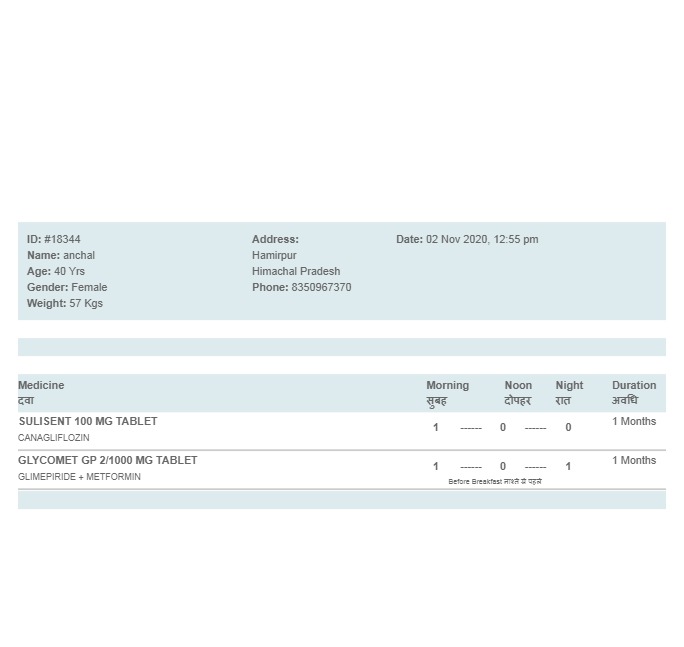 ID: #18344
Name: anchal
Age: 40 Yrs
Gender: Female
Weight: 57 Kgs
Address:
Hamirpur
Himachal Pradesh
Phone: 8350967370
Date: 02 Nov 2020, 12:55 pm
Medicine Morning Noon Night Duration
दवा सुबह दोपहर रात अवधि
SULISENT 100 MG TABLET 1 ------ 0 ------ 0 1 Months
CANAGLIFLOZIN
GLYCOMET GP 2/1000 MG TABLET 1 ------ 0 ------ 1 1 Months
GLIMEPIRIDE + METFORMIN
Before Breakfast नाश्ते से पहले